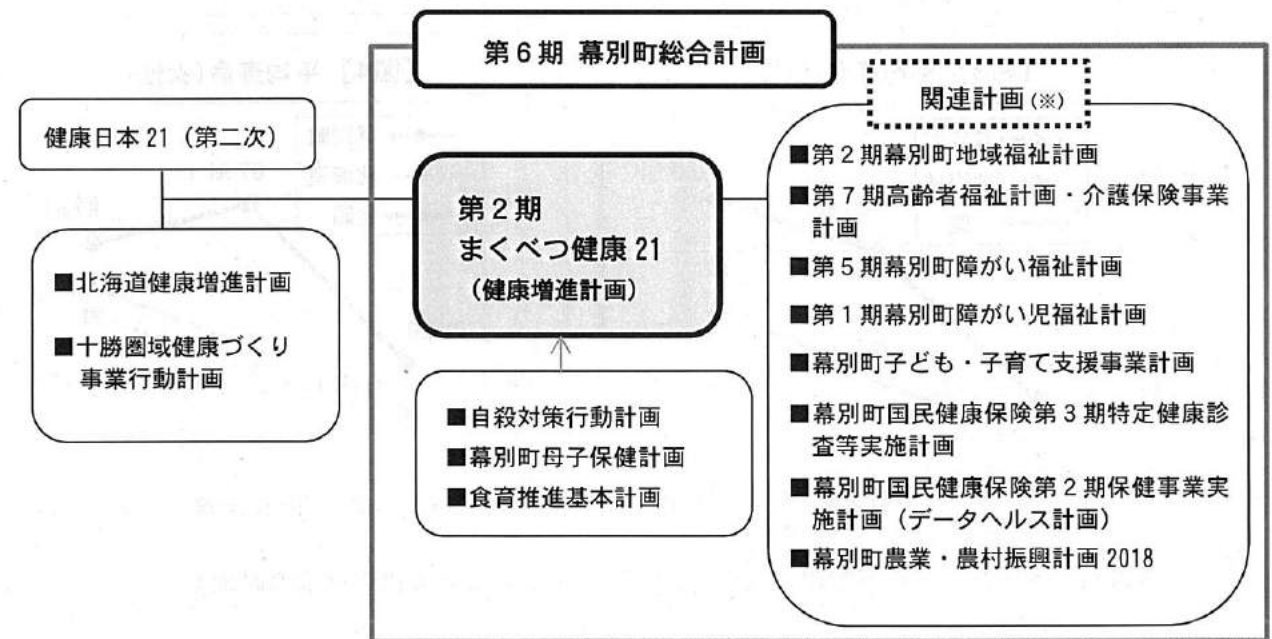 第6期 幕別町総合計画
健康日本21（第二次）
■北海道健康増進計画
■十勝圏域健康づくり
事業行動計画
第2期
まくべつ健康21
（健康増進計画）
■自殺対策行動計画
■幕別町母子保健計画
■食育推進基本計画
関連計画(※)
■第2期幕別町地域福祉計画
■第7期高齢者福祉計画・介護保険事業
計画
■第5期幕別町障がい福祉計画
■第1期幕別町障がい児福祉計画
■幕別町子ども・子育て支援事業計画
■幕別町国民健康保険第3期特定健康診
査等実施計画
■幕別町国民健康保険第2期保健事業実
施計画（データヘルス計画）
■幕別町農業・農村振興計画2018